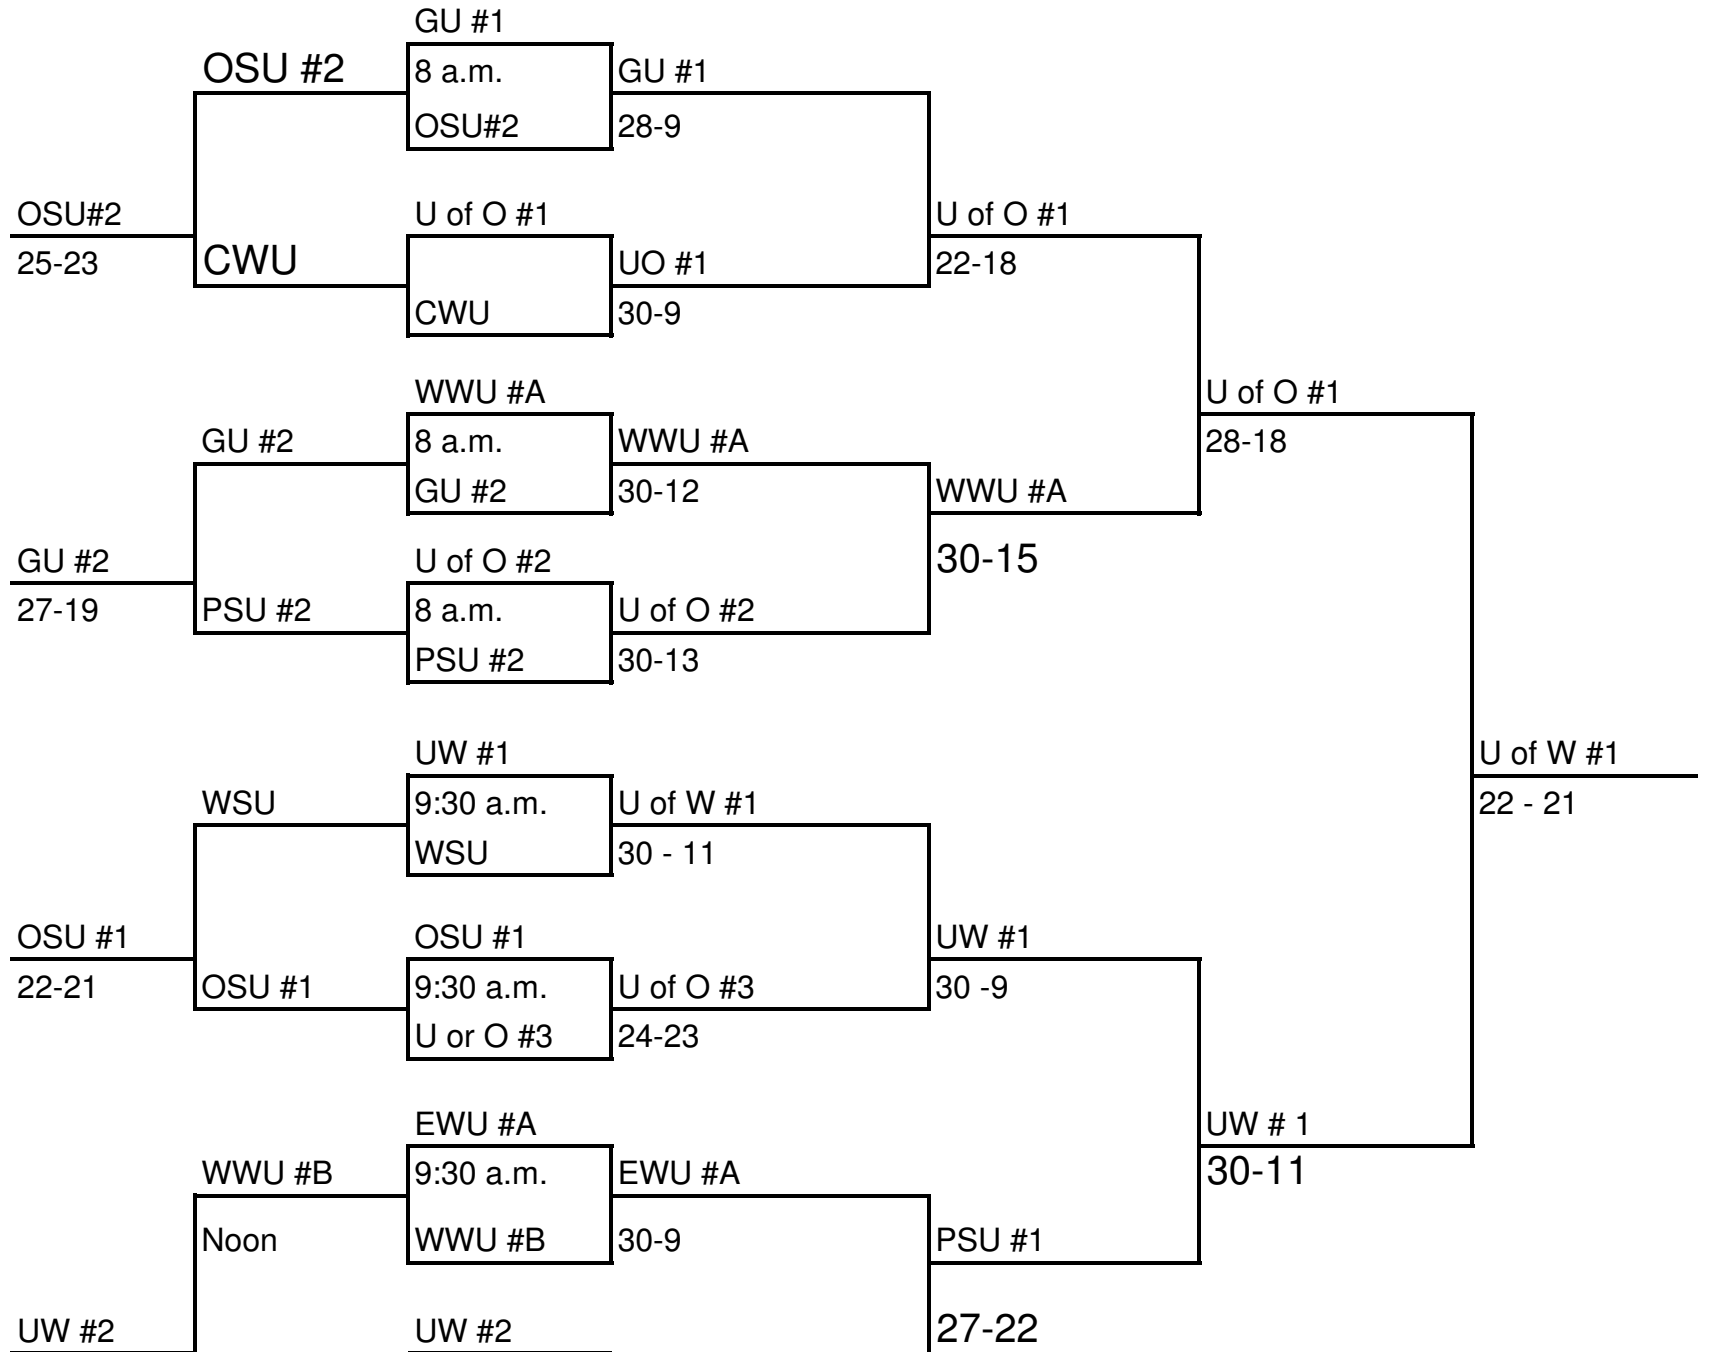 GU #1
OSU #2
8 a.m.
GU #1
OSU#2
28-9
OSU#2
U of O #1
U of O #1
25-23
CWU
UO #1
22-18
CWU
30-9
WWU #A
U of O #1
GU #2
8 a.m.
WWU #A
28-18
GU #2
30-12
WWU #A
GU #2
U of O #2
30-15
27-19
PSU #2
8 a.m.
U of O #2
PSU #2
30-13
UW #1
U of W #1
WSU
9:30 a.m.
U of W #1
22 - 21
WSU
30 - 11
OSU #1
OSU #1
UW #1
22-21
OSU #1
9:30 a.m.
U of O #3
30 -9
U or O #3
24-23
EWU #A
UW # 1
WWU #B
9:30 a.m.
EWU #A
30-11
Noon
WWU #B
30-9
PSU #1
UW #2
UW #2
27-22